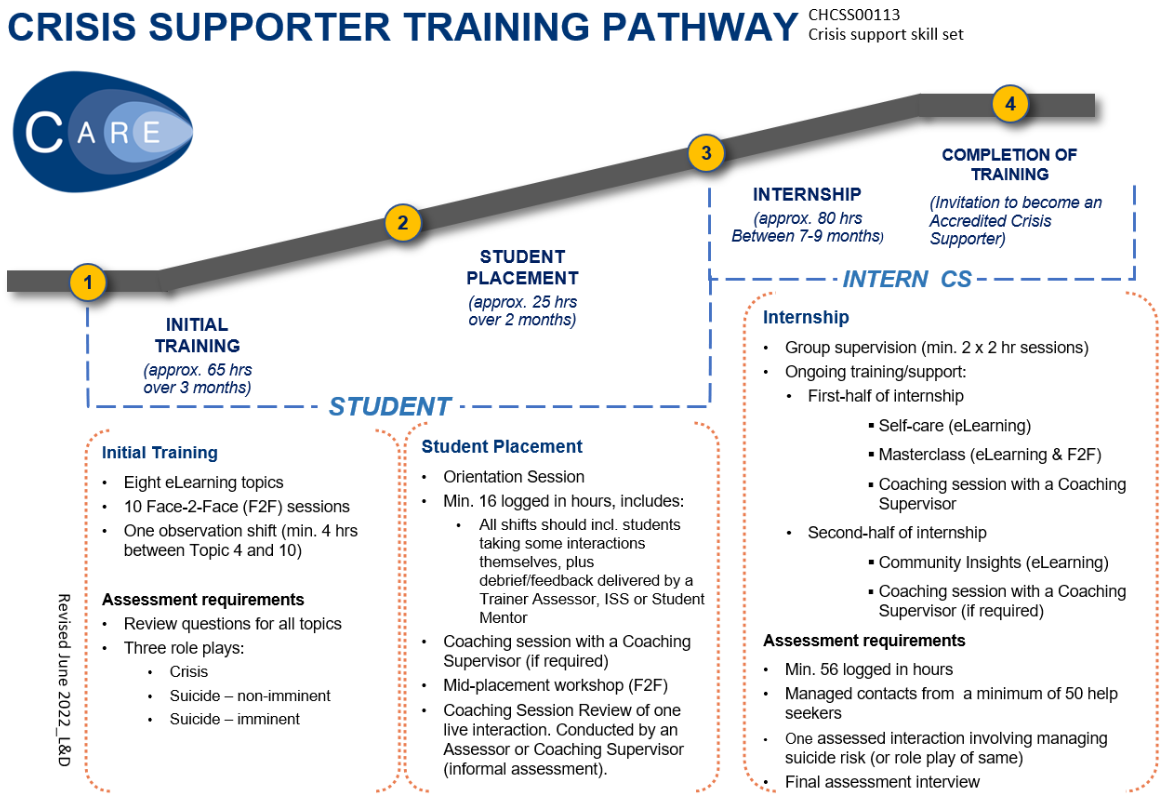 CRISIS SUPPORTER TRAINING PATHWAY
CHCSS00113
Crisis support skill set
CARE
1
2
3
4
INITIAL
TRAINING
(approx. 65 hrs
over 3 months)
STUDENT
PLACEMENT
(approx. 25 hrs
over 2 months)
INTERNSHIP
(approx. 80 hrs
Between 7-9 months)
COMPLETION OF
TRAINING
(Invitation to become an
Accredited Crisis
Supporter)
STUDENT
INTERN CS
Initial Training
• Eight eLearning topics
• 10 Face-2-Face (F2F) sessions
• One observation shift (min. 4 hrs
between Topic 4 and 10)
Assessment requirements
• Review questions for all topics
• Three role plays:
• Crisis
• Suicide – non-imminent
• Suicide – imminent
Student Placement
• Orientation Session
• Min. 16 logged in hours, includes:
• All shifts should incl. students
taking some interactions
themselves, plus
debrief/feedback delivered by a
Trainer Assessor, ISS or Student
Mentor
• Coaching session with a Coaching
Supervisor (if required)
• Mid-placement workshop (F2F)
• Coaching Session Review of one
live interaction. Conducted by an
Assessor or Coaching Supervisor
(informal assessment).
Internship
• Group supervision (min. 2 x 2 hr sessions)
• Ongoing training/support:
• First-half of internship
▪ Self-care (eLearning)
▪ Masterclass (eLearning & F2F)
▪ Coaching session with a Coaching
Supervisor
• Second-half of internship
▪ Community Insights (eLearning)
▪ Coaching session with a Coaching
Supervisor (if required)
Assessment requirements
• Min. 56 logged in hours
• Managed contacts from a minimum of 50 help
seekers
• One assessed interaction involving managing
suicide risk (or role play of same)
• Final assessment interview
Revised June 2022_L&D